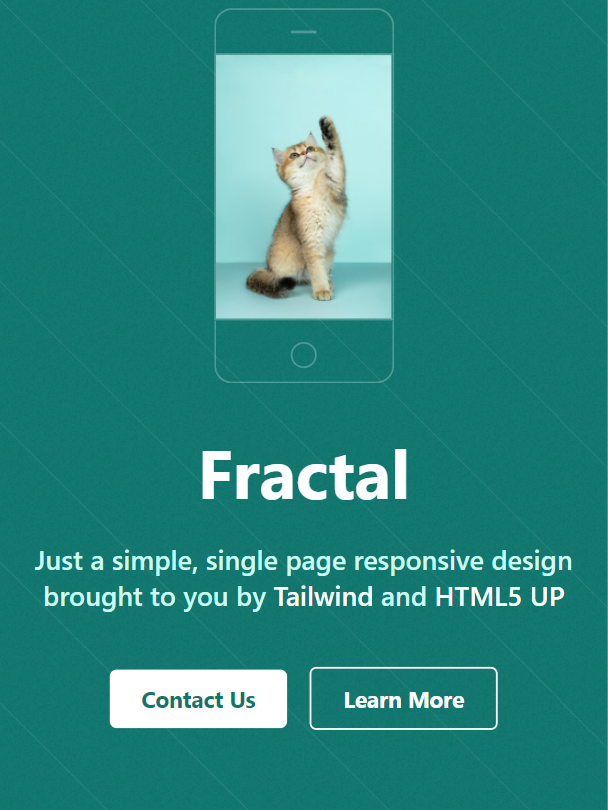 Fractal
Just a simple, single page responsive design
brought to you by Tailwind and HTML5 UP
Contact Us
Learn More